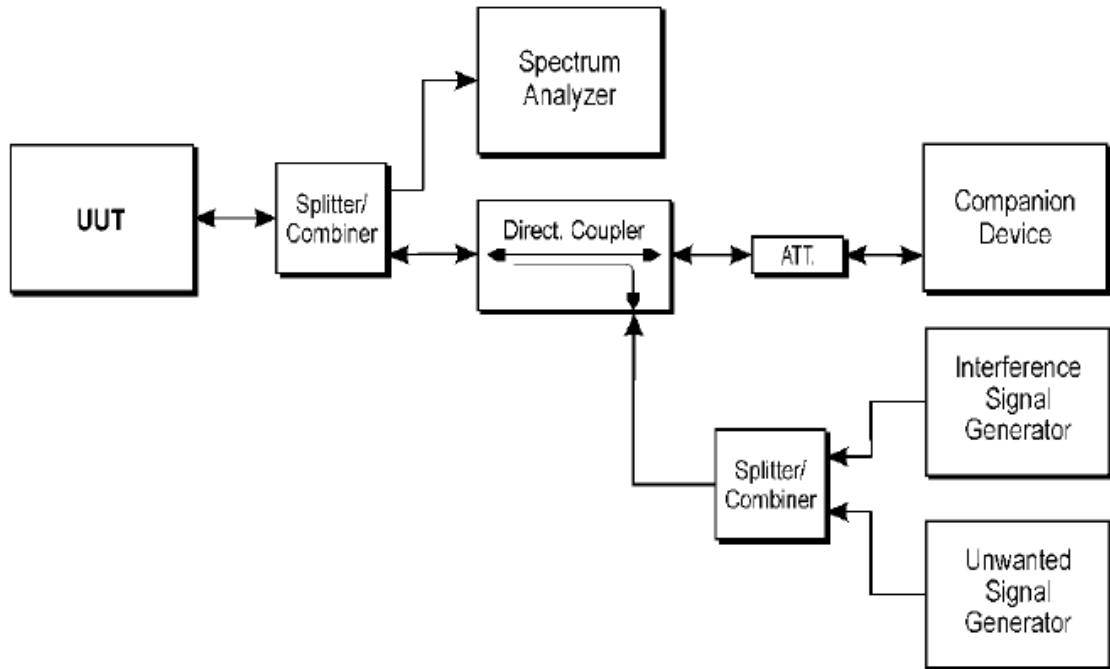 Spectrum
Analyzer
UUT
Splitter/
Combiner
Direct. Coupler
ATT.
Companion
Device
Interference
Signal
Generator
Splitter/
Combiner
Unwanted
Signal
Generator